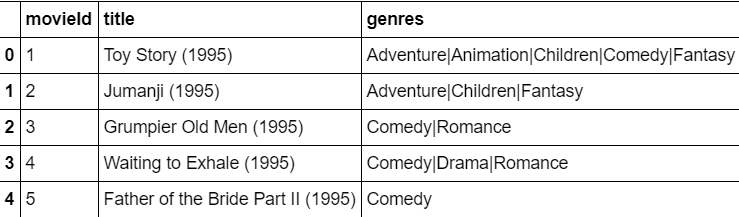 movieId title genres
0 1 Toy Story (1995) Adventure|Animation|Children|Comedy|Fantasy
1 2 Jumanji (1995) Adventure|Children|Fantasy
2 3 Grumpier Old Men (1995) Comedy|Romance
3 4 Waiting to Exhale (1995) Comedy|Drama|Romance
4 5 Father of the Bride Part II (1995) Comedy